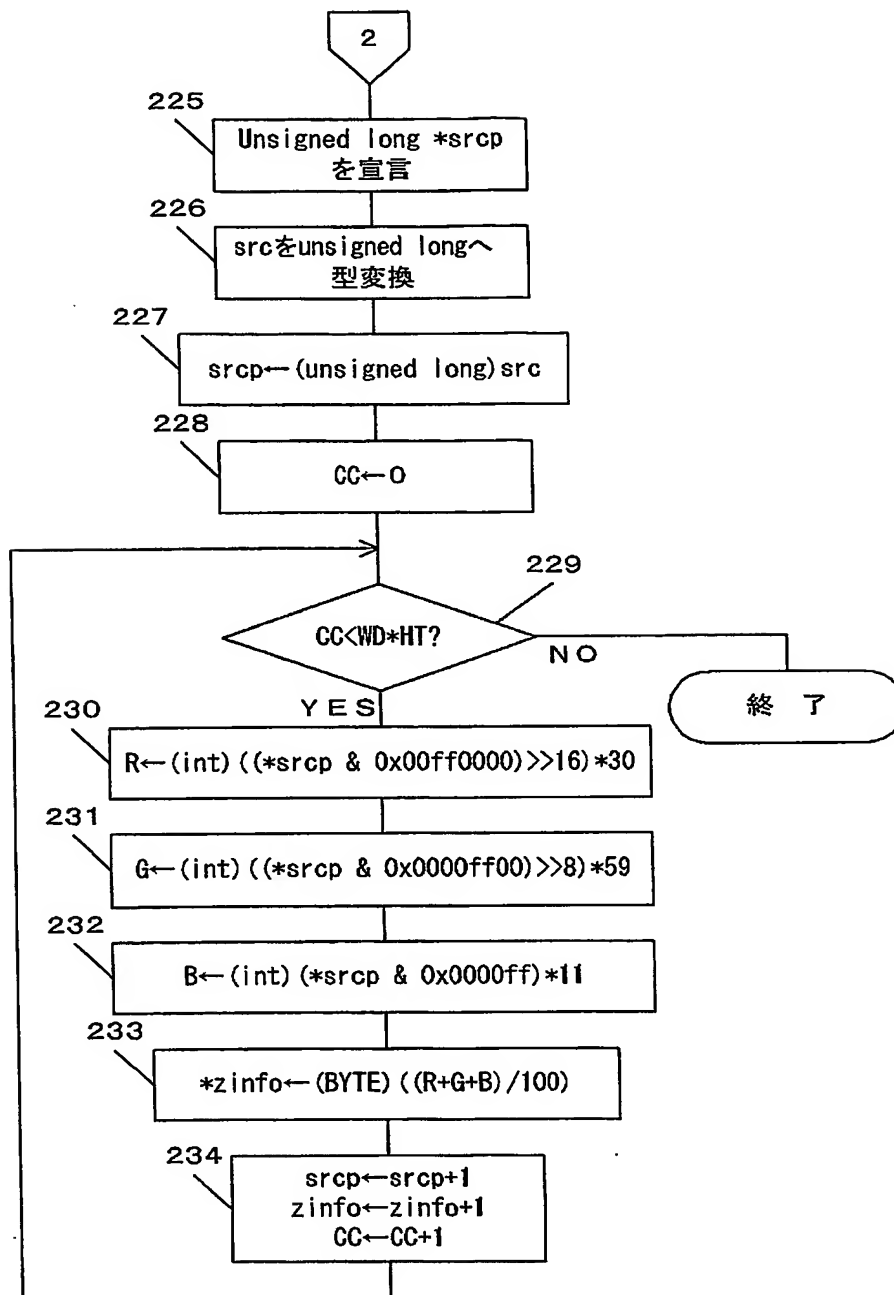 2
225
Unsigned long *srcp
を宣言
226
srcをunsigned longへ
型変換
227
srcp←(unsigned long)src
228
CC←0
229
CC<WD*HT?
NO
終 了
YES
230
R←(int)((*srcp & 0x00ff0000)>>16)*30
231
G←(int)((*srcp & 0x0000ff00)>>8)*59
232
B←(int)(*srcp & 0x0000ff)*11
233
*zinfo←(BYTE)((R+G+B)/100)
234
srcp←srcp+1
zinfo←zinfo+1
CC←CC+1